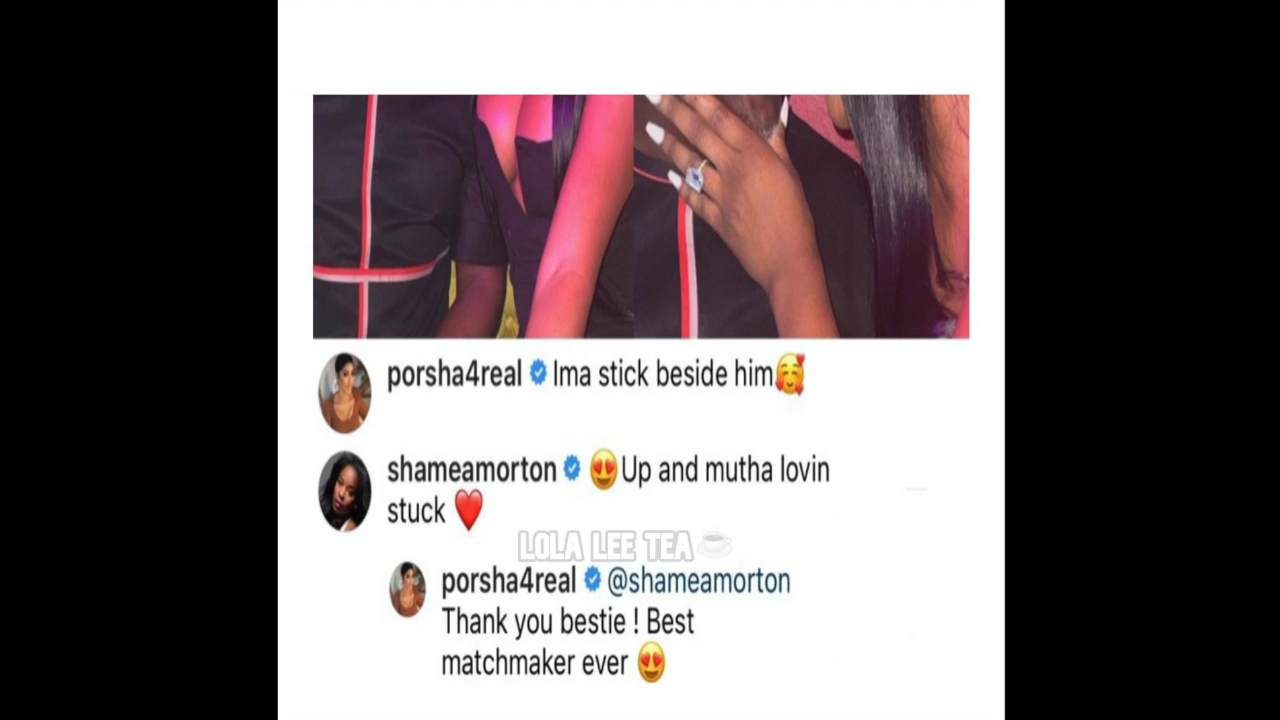 porsha4real Ima stick beside him🥰
shameamorton 😍Up and mutha lovin
stuck ❤️
LOLA LEE TEA☕
porsha4real @shameamorton
Thank you bestie ! Best
matchmaker ever 😍